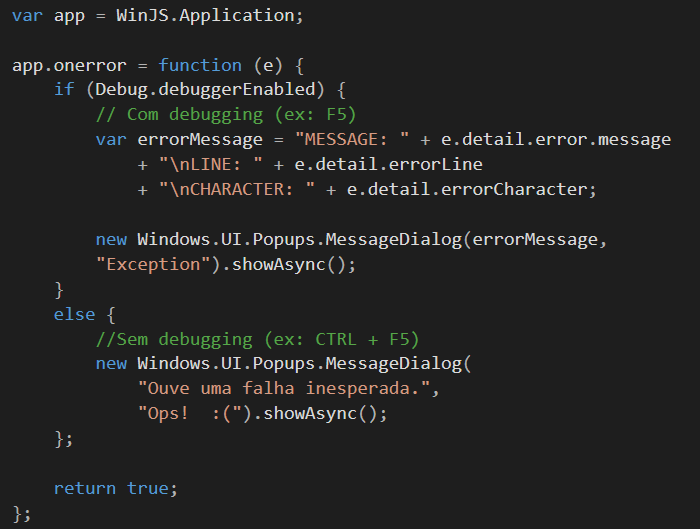 var app = WinJS.Application;

app.onerror = function (e) {
    if (Debug.debuggerEnabled) {
        // Com debugging (ex: F5)
        var errorMessage = "MESSAGE: " + e.detail.error.message
            + "\nLINE: " + e.detail.errorLine
            + "\nCHARACTER: " + e.detail.errorCharacter;

        new Windows.UI.Popups.MessageDialog(errorMessage,
        "Exception").showAsync();
    }
    else {
        //Sem debugging (ex: CTRL + F5)
        new Windows.UI.Popups.MessageDialog(
            "Ouve uma falha inesperada.",
            "Ops!  :(").showAsync();
    };

    return true;
};